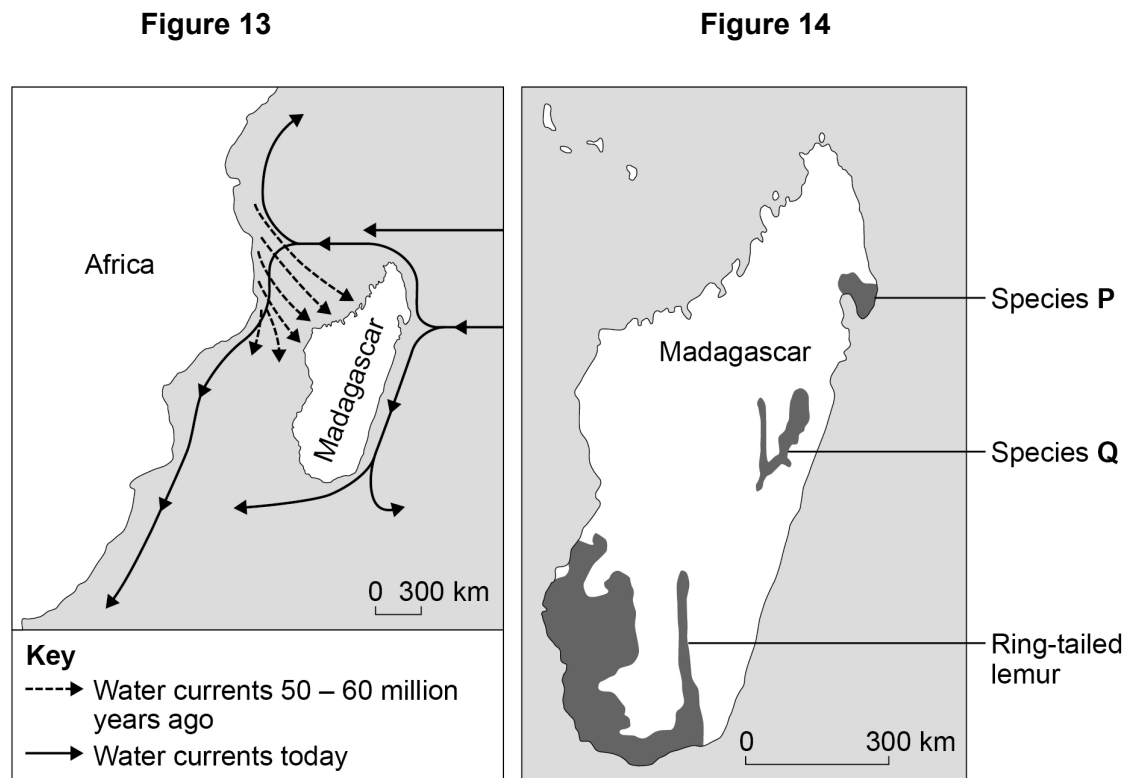 Figure 13
Figure 14
Africa
Madagascar
0 300 km
Key
Water currents 50 – 60 million
years ago
Water currents today
Madagascar
Species P
Species Q
Ring-tailed
lemur
0 300 km